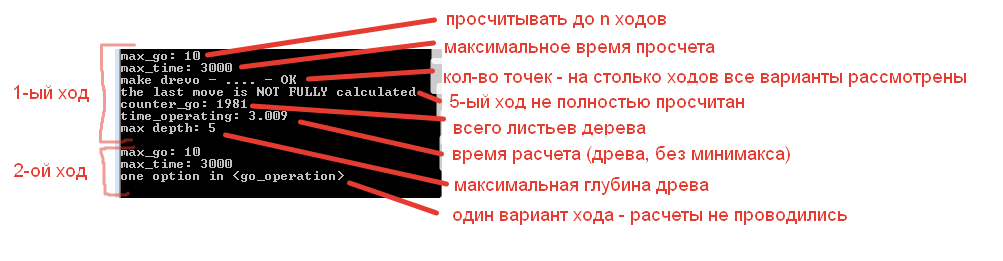 просчитывать до n ходов
максимальное время просчета
кол-во точек - на столько ходов все варианты рассмотрены
5-ый ход не полностью просчитан
всего листьев дерева
время расчета (древа, без минимакса)
максимальная глубина древа
один вариант хода - расчеты не проводились
1-ый ход
2-ой ход
max_go: 10
max_time: 3000
make drevo - .... - OK
the last move is NOT FULLY calculated
counter_go: 1981
time_operating: 3.009
max depth: 5
max_go: 10
max_time: 3000
one option in <go_operation>